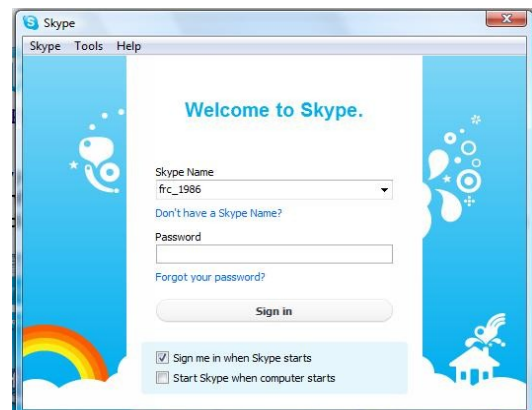 Skype
Skype Tools Help
Welcome to Skype.
Skype Name
frc_1986
Don't have a Skype Name?
Password
Forgot your password?
Sign in
Sign me in when Skype starts
Start Skype when computer starts